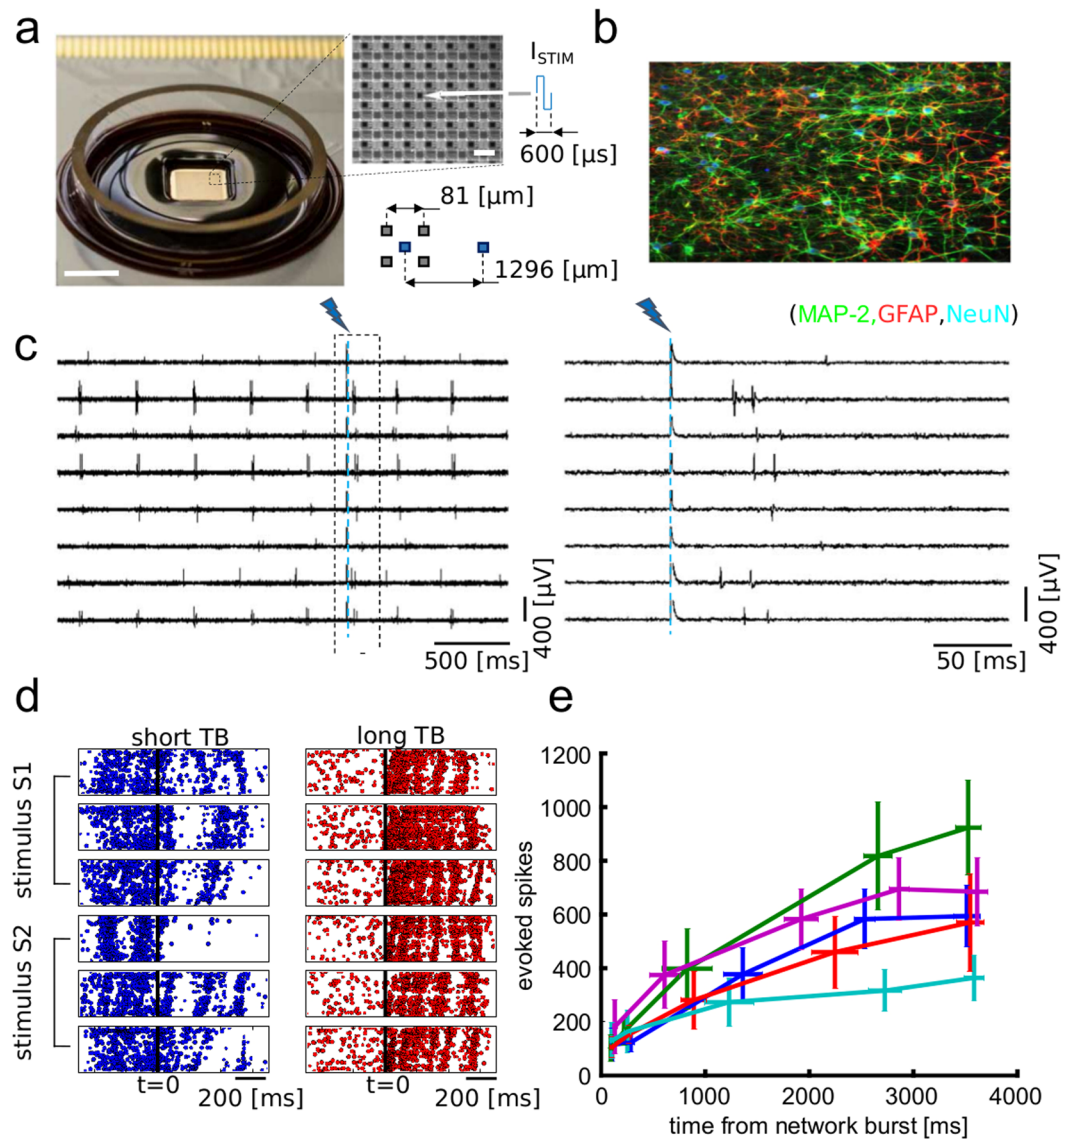 a
I_STIM
600 [µs]
81 [µm]
1296 [µm]
b
(MAP-2,GFAP,NeuN)
c
400 [µV]
500 [ms]
400 [µV]
50 [ms]
d
short TB
long TB
stimulus S1
stimulus S2
t=0
200 [ms]
t=0
200 [ms]
e
evoked spikes
1200
1000
800
600
400
200
0
0
1000
2000
3000
4000
time from network burst [ms]